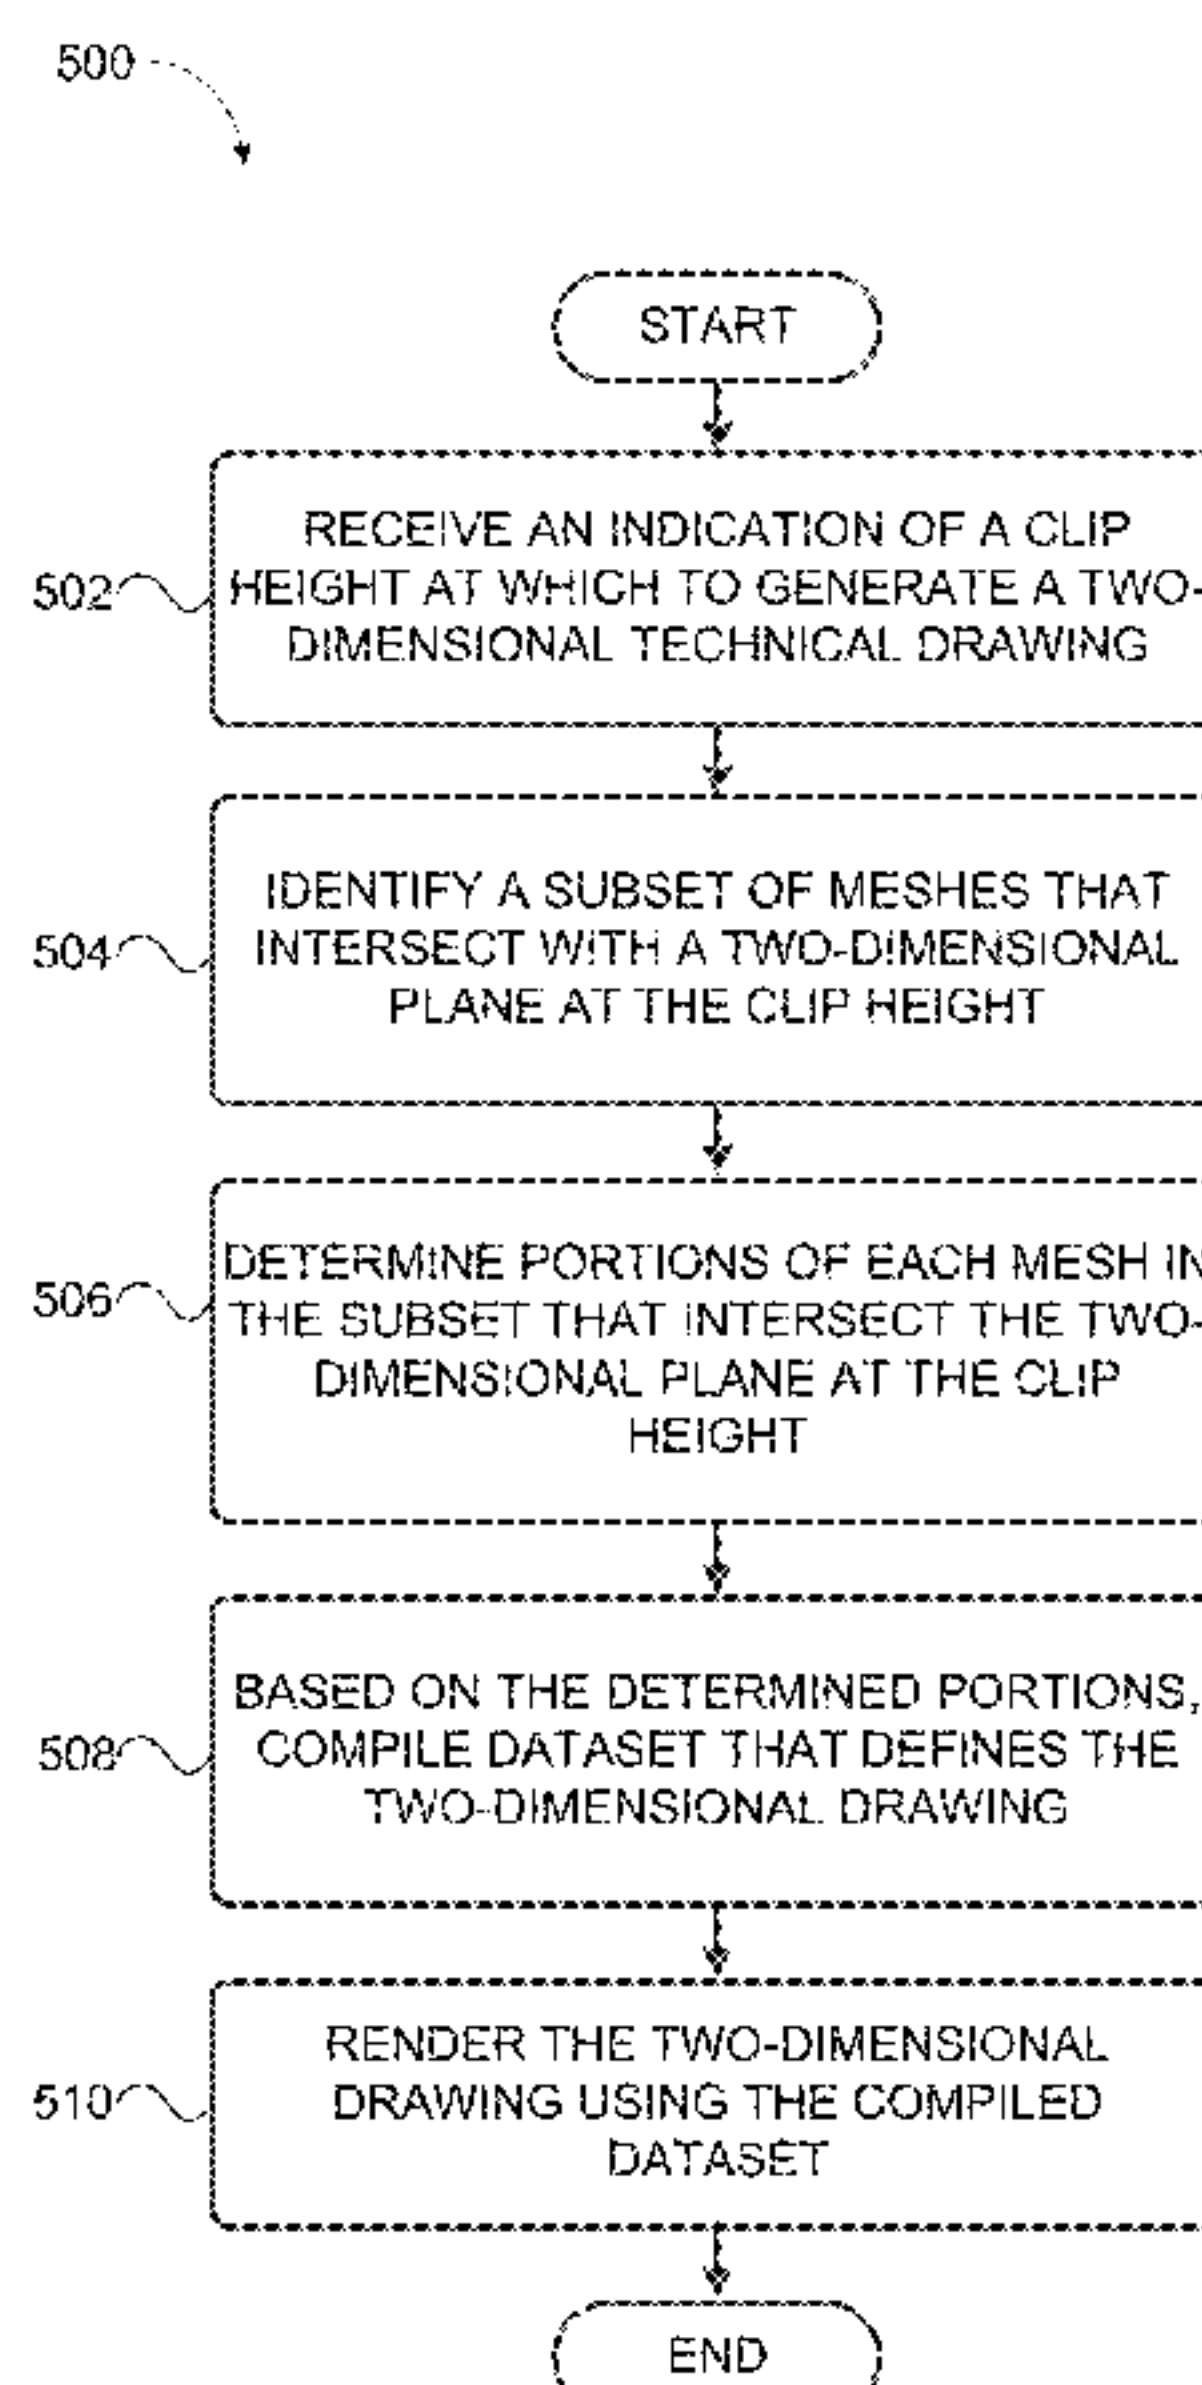 500
START
RECEIVE AN INDICATION OF A CLIP
502
HEIGHT AT WHICH TO GENERATE A TWO-
DIMENSIONAL TECHNICAL DRAWING
IDENTIFY A SUBSET OF MESHES THAT
504
INTERSECT WITH A TWO-DIMENSIONAL
PLANE AT THE CLIP HEIGHT
DETERMINE PORTIONS OF EACH MESH IN
506
THE SUBSET THAT INTERSECT THE TWO-
DIMENSIONAL PLANE AT THE CLIP
HEIGHT
BASED ON THE DETERMINED PORTIONS,
508
COMPILE DATASET THAT DEFINES THE
TWO-DIMENSIONAL DRAWING
RENDER THE TWO-DIMENSIONAL
510
DRAWING USING THE COMPILED
DATASET
END